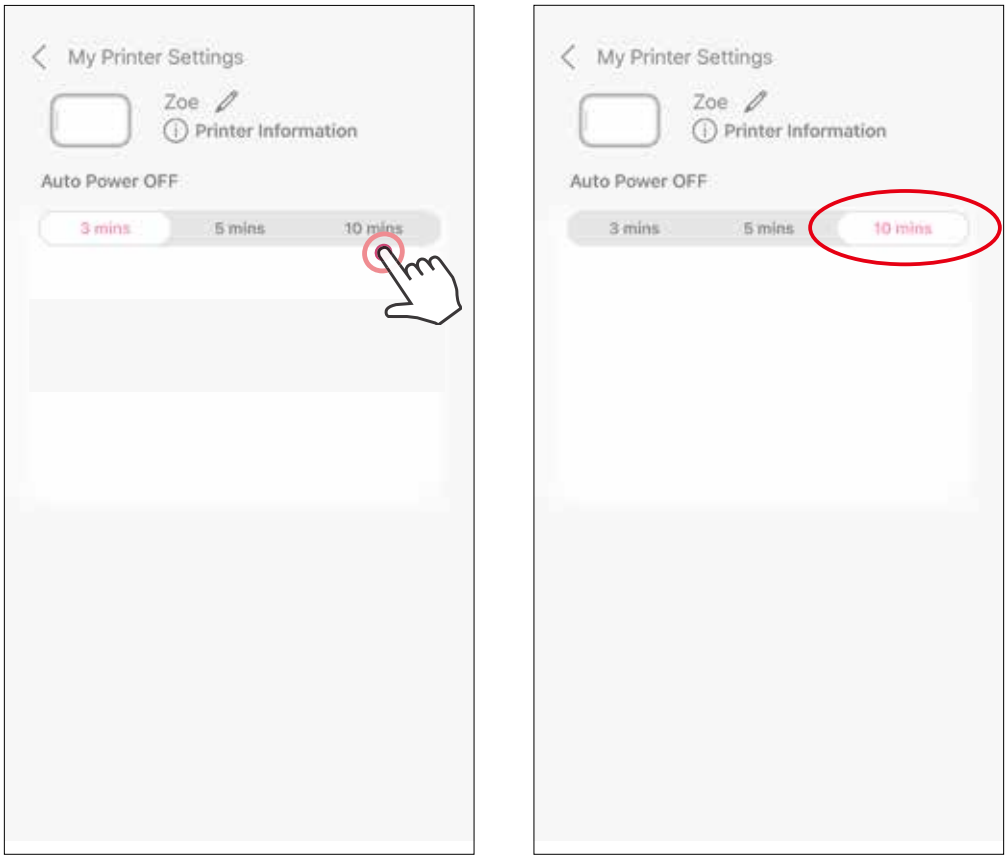 My Printer Settings
Zoe
Printer Information
Auto Power OFF
3 mins 5 mins 10 mins
My Printer Settings
Zoe
Printer Information
Auto Power OFF
3 mins 5 mins 10 mins